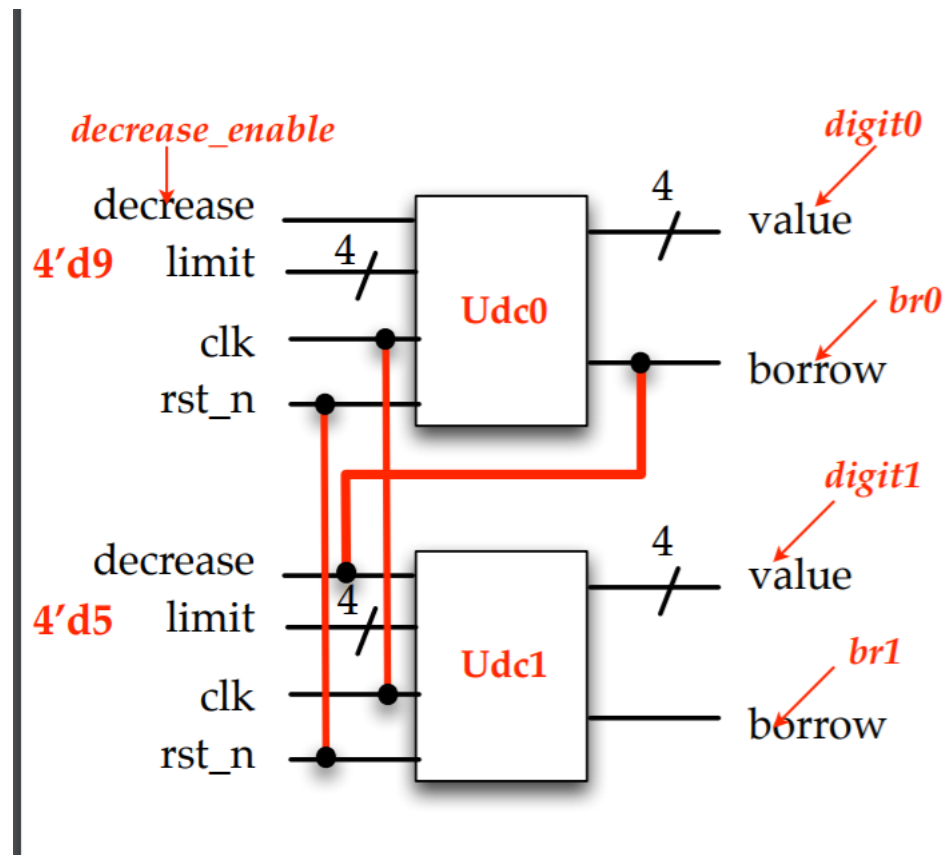 decrease_enable
digit0
decrease
4
value
4'd9 limit
4
Udc0
br0
clk
borrow
rst_n
digit1
decrease
4
value
4'd5 limit
4
Udc1
br1
clk
borrow
rst_n